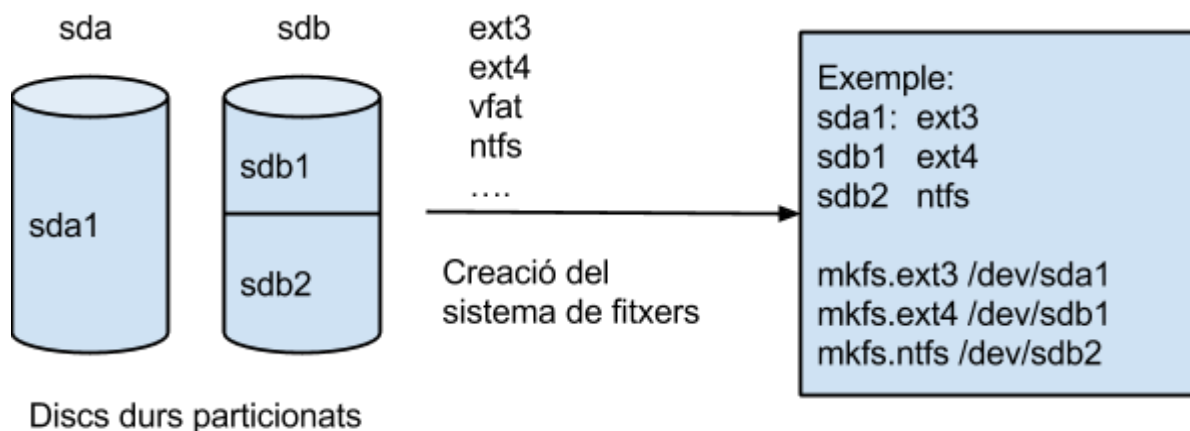 sda
sdb
sda1
sdb1
sdb2
Discs durs particionats
ext3
ext4
vfat
ntfs
....
Creació del
sistema de fitxers
Exemple:
sda1: ext3
sdb1 ext4
sdb2 ntfs
mkfs.ext3 /dev/sda1
mkfs.ext4 /dev/sdb1
mkfs.ntfs /dev/sdb2